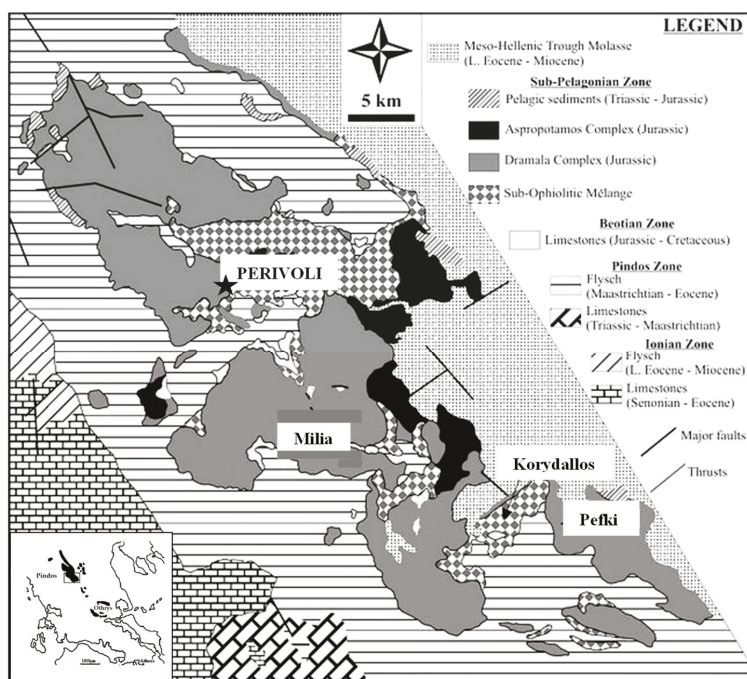 LEGEND
Meso-Hellenic Trough Molasse
(L. Eocene - Miocene)
Sub-Pelagonian Zone
Pelagic sediments (Triassic - Jurassic)
Aspropotamos Complex (Jurassic)
Dramala Complex (Jurassic)
Sub-Ophiolitic Mélange
Beotian Zone
Limestones (Jurassic - Cretaceous)
Pindos Zone
Flysch
(Maastrichtian - Eocene)
Limestones
(Triassic - Maastrichtian)
Ionian Zone
Flysch
(L. Eocene - Miocene)
Limestones
(Senonian - Eocene)
Major faults
Thrusts
5 km
PERIVOLI
Milia
Korydallos
Pefki
Pindos
Othrys
100km